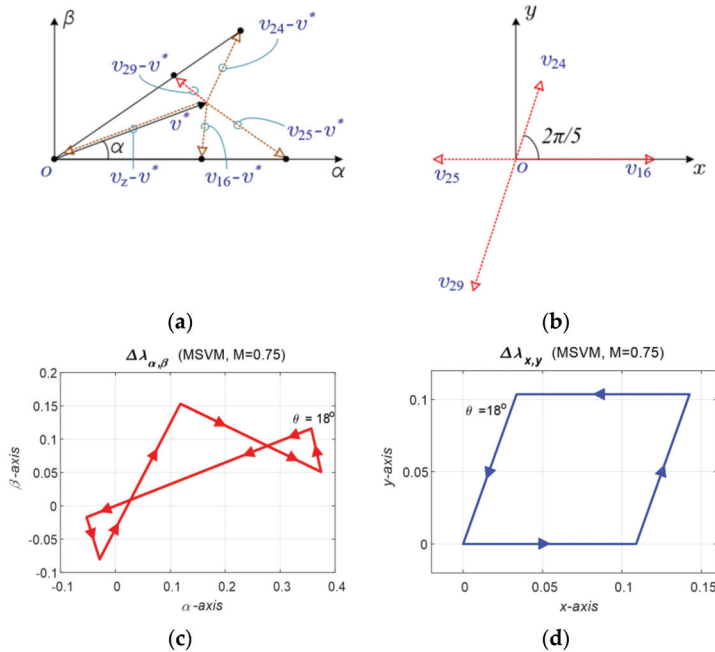 β
v24–v*
v29–v*
v*
v25–v*
α
O
vz–v*
v16–v*
α
(a)
y
v24
2π/5
v25
O
v16
x
v29
(b)
Δλα,β (MSVM, M=0.75)
θ = 18°
β-axis
0.2
0.15
0.1
0.05
0
-0.05
-0.1
-0.1 0 0.1 0.2 0.3 0.4
α-axis
(c)
Δλx,y (MSVM, M=0.75)
θ = 18°
y-axis
0.1
0.05
0
0 0.05 0.1 0.15
x-axis
(d)